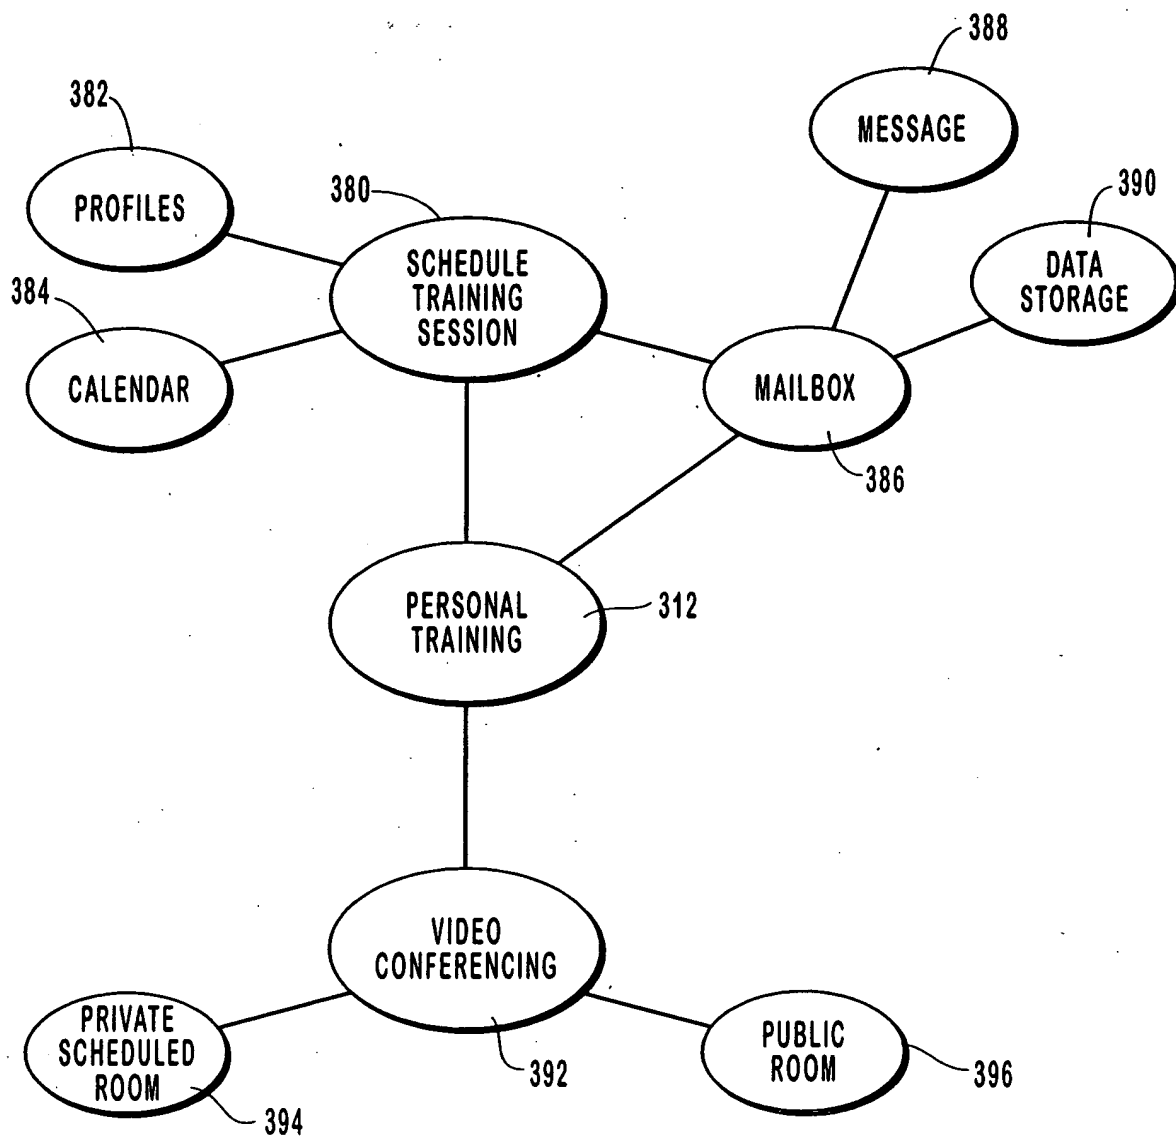 388
382
MESSAGE
390
PROFILES
380
SCHEDULE
TRAINING
SESSION
DATA
STORAGE
384
CALENDAR
MAILBOX
386
PERSONAL
TRAINING
312
VIDEO
CONFERENCING
392
PRIVATE
SCHEDULED
ROOM
394
PUBLIC
ROOM
396